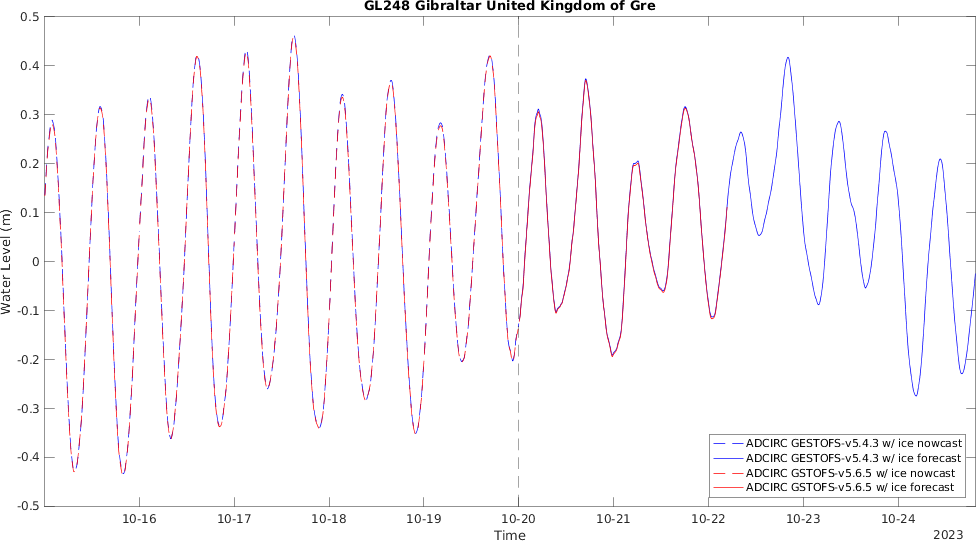 GL248 Gibraltar United Kingdom of Gre
0.5
0.4
0.3
0.2
0.1
0
-0.1
-0.2
-0.3
-0.4
-0.5
Water Level (m)
10-16 10-17 10-18 10-19 10-20 10-21 10-22 10-23 10-24
Time
2023
ADCIRC GESTOFS-v5.4.3 w/ ice nowcast
ADCIRC GESTOFS-v5.4.3 w/ ice forecast
ADCIRC GSTOFS-v5.6.5 w/ ice nowcast
ADCIRC GSTOFS-v5.6.5 w/ ice forecast